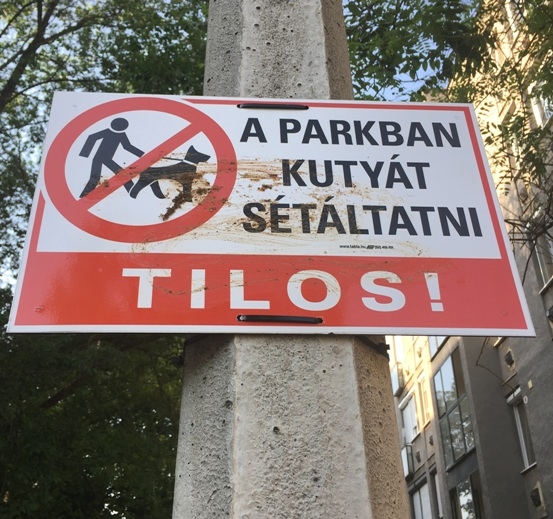 A PARKBAN
KUTYÁT
SÉTÁLTATNI
TILOS!